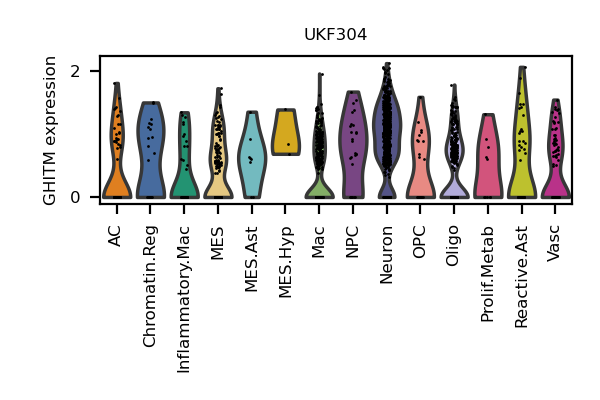 UKF304
GHITM expression
2
0
AC
Chromatin.Reg
Inflammatory.Mac
MES
MES.Ast
MES.Hyp
Mac
NPC
Neuron
OPC
Oligo
Prolif.Metab
Reactive.Ast
Vasc